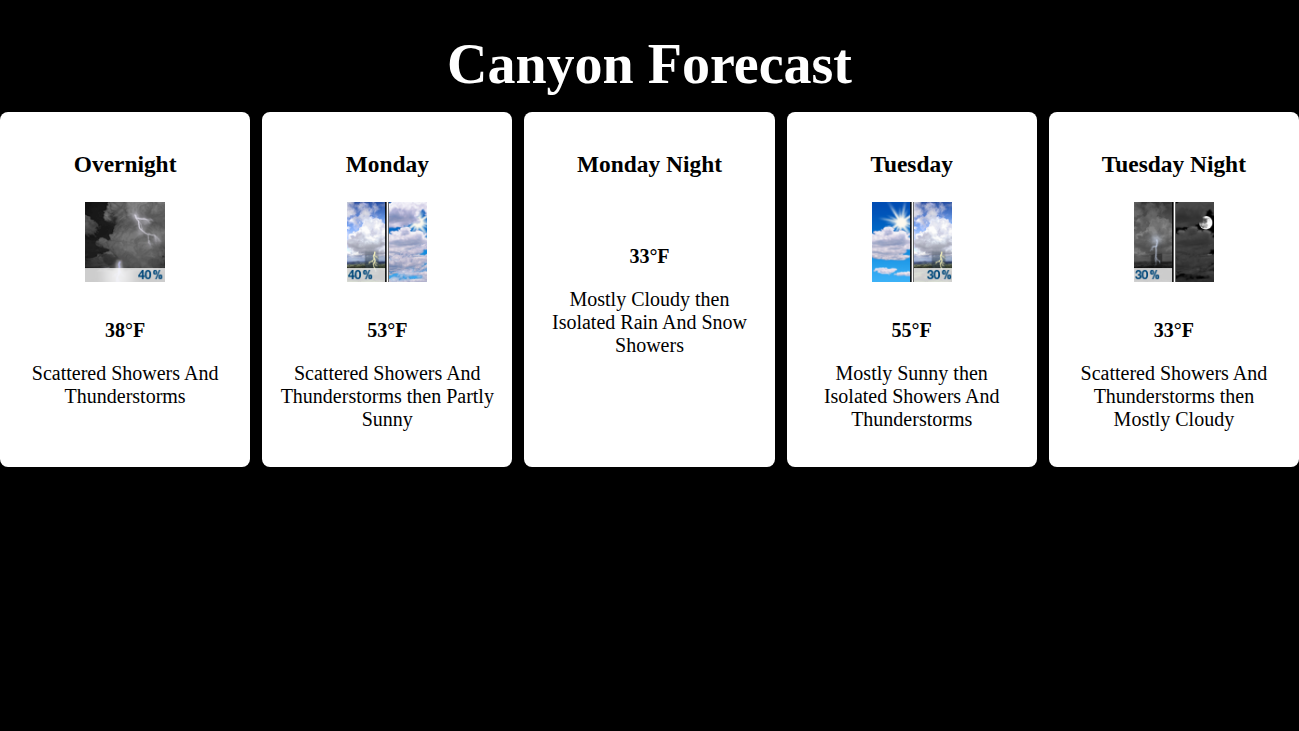 Canyon Forecast
Overnight
40%
38°F
Scattered Showers And
Thunderstorms
Monday
40%
53°F
Scattered Showers And
Thunderstorms then Partly
Sunny
Monday Night
33°F
Mostly Cloudy then
Isolated Rain And Snow
Showers
Tuesday
30%
55°F
Mostly Sunny then
Isolated Showers And
Thunderstorms
Tuesday Night
30%
33°F
Scattered Showers And
Thunderstorms then
Mostly Cloudy